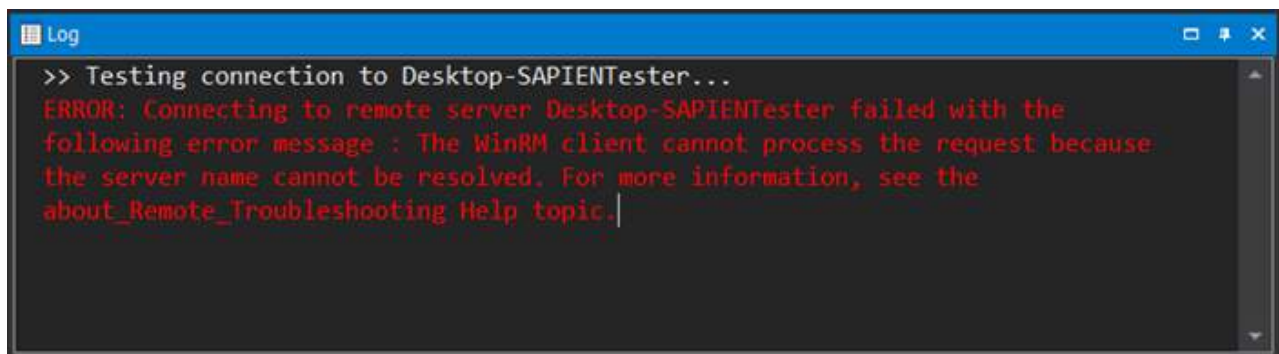 Log
>> Testing connection to Desktop-SAPIENTester...
ERROR: Connecting to remote server Desktop-SAPIENTester failed with the
following error message : The WinRM client cannot process the request because
the server name cannot be resolved. For more information, see the
about_Remote_Troubleshooting Help topic.